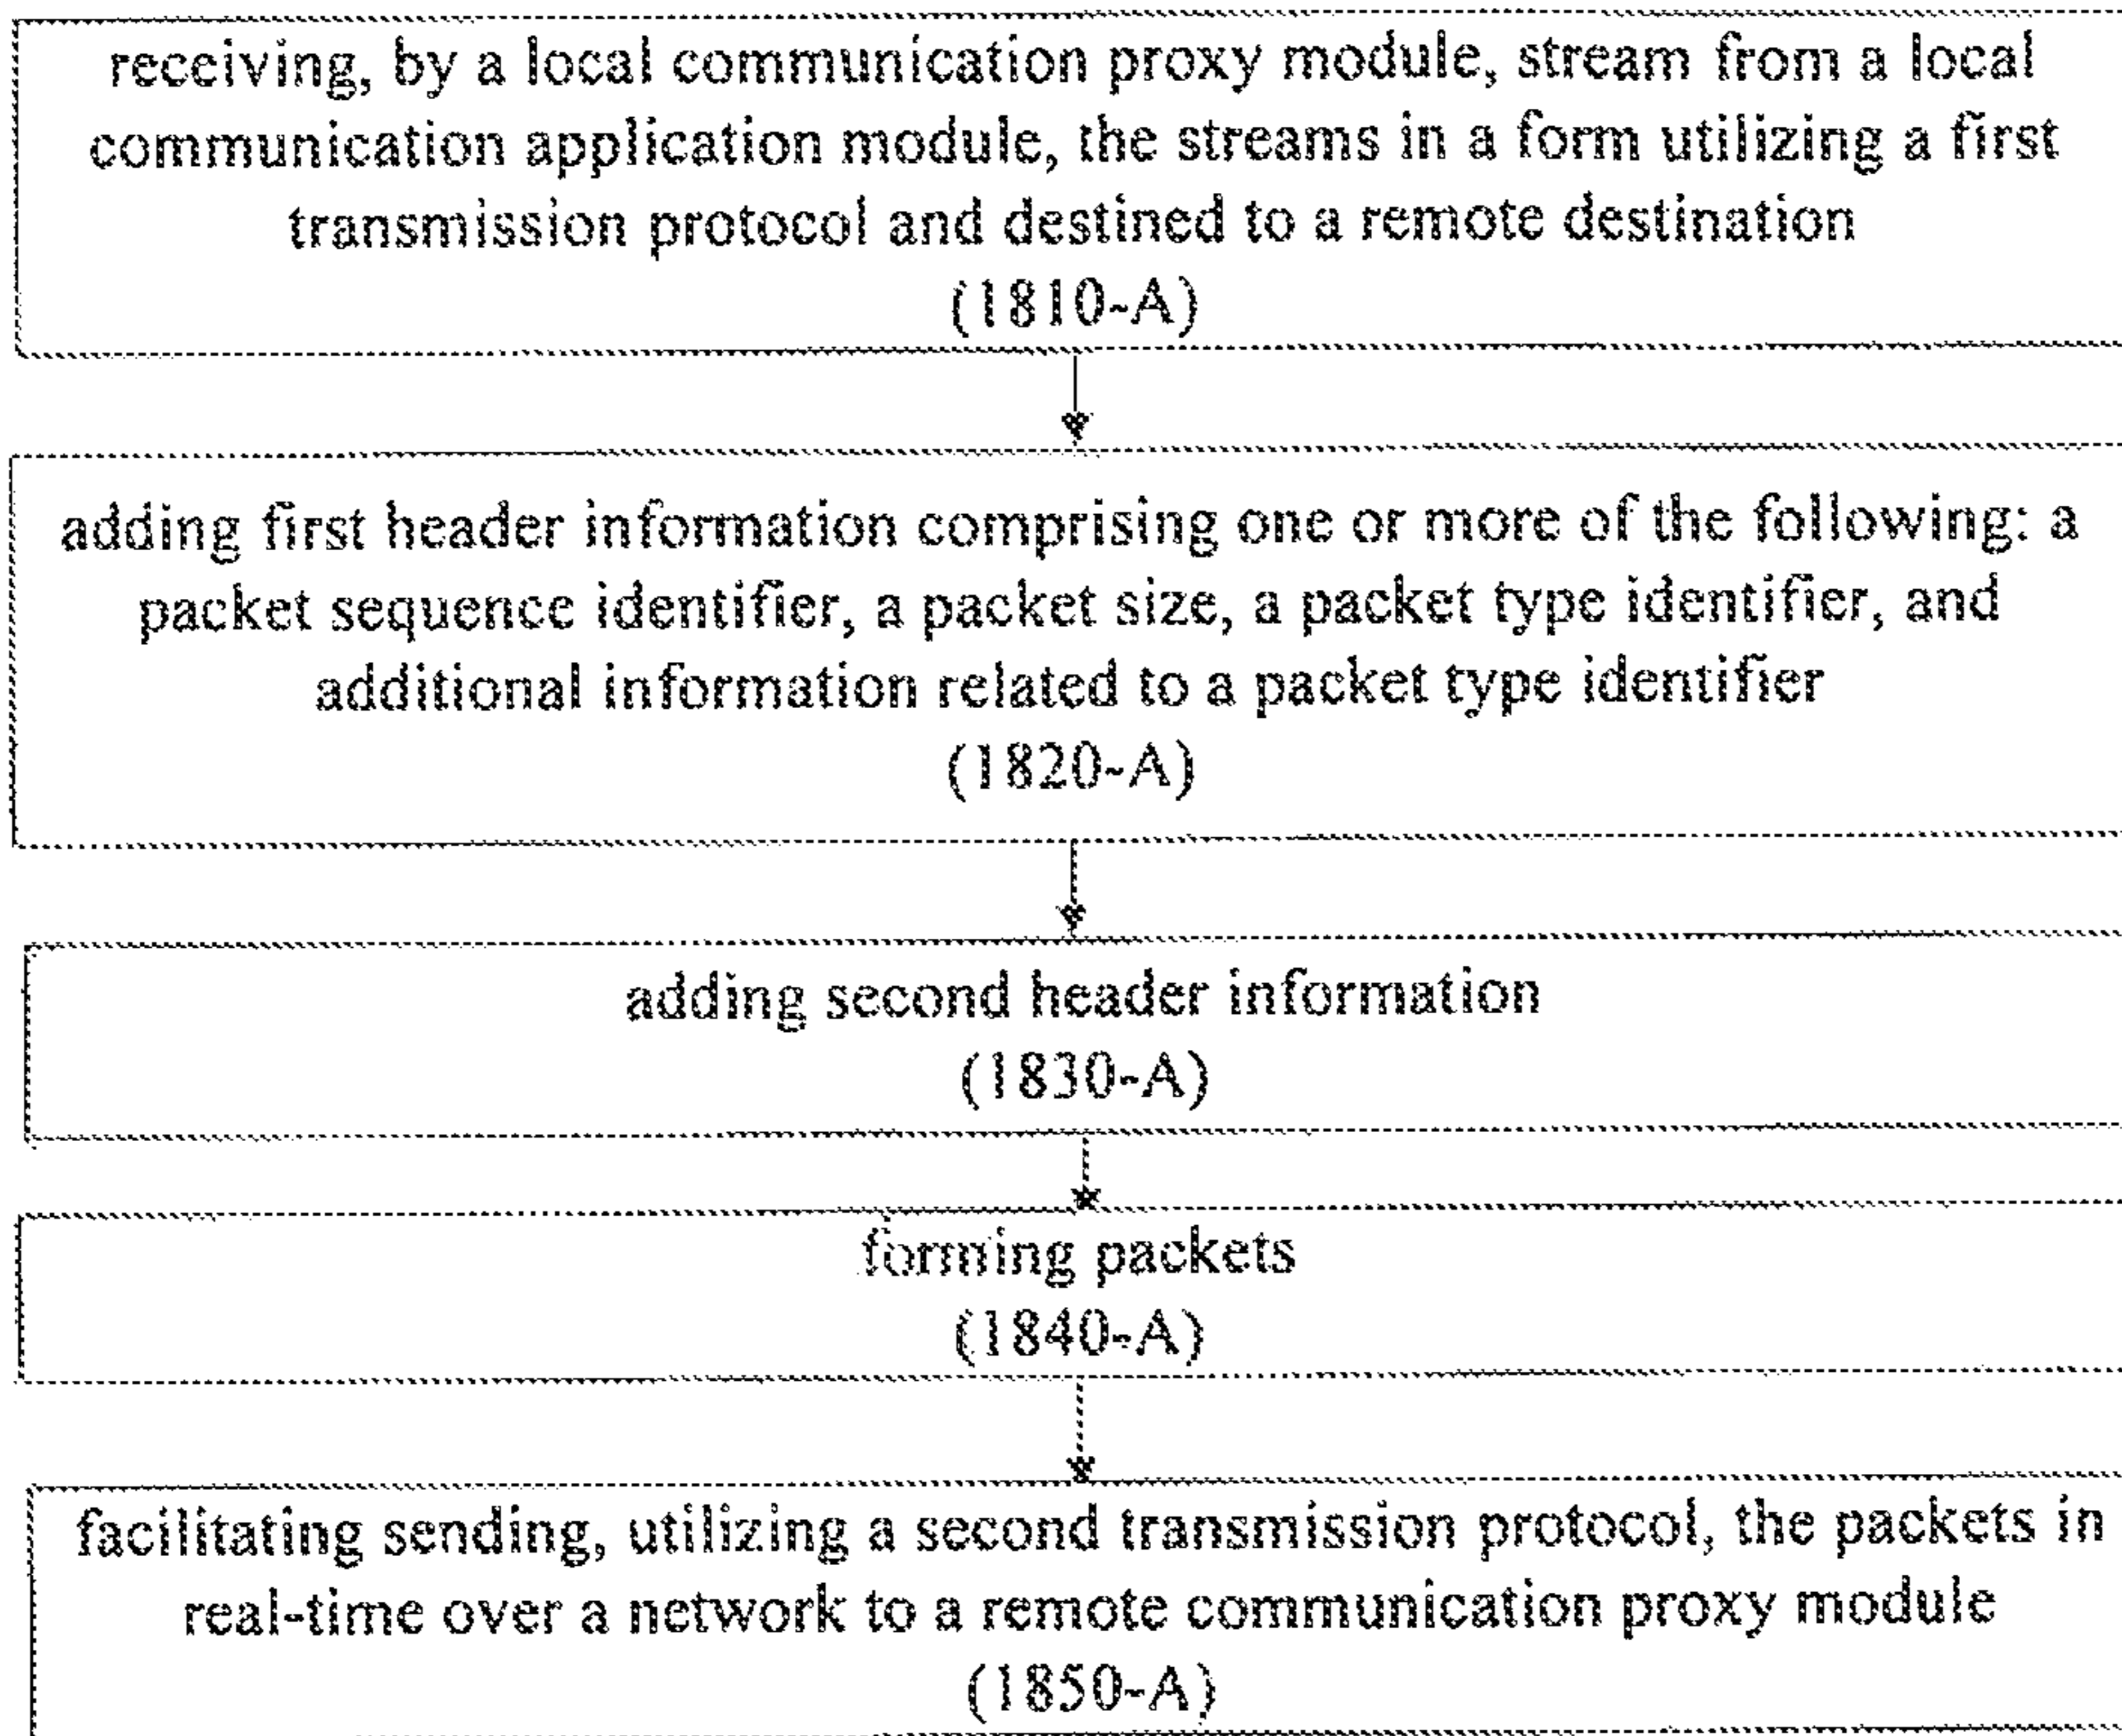 receiving, by a local communication proxy module, stream from a local
communication application module, the streams in a form utilizing a first
transmission protocol and destined to a remote destination
(1810-A)
adding first header information comprising one or more of the following: a
packet sequence identifier, a packet size, a packet type identifier, and
additional information related to a packet type identifier
(1820-A)
adding second header information
(1830-A)
forming packets
(1840-A)
facilitating sending, utilizing a second transmission protocol, the packets in
real-time over a network to a remote communication proxy module
(1850-A)